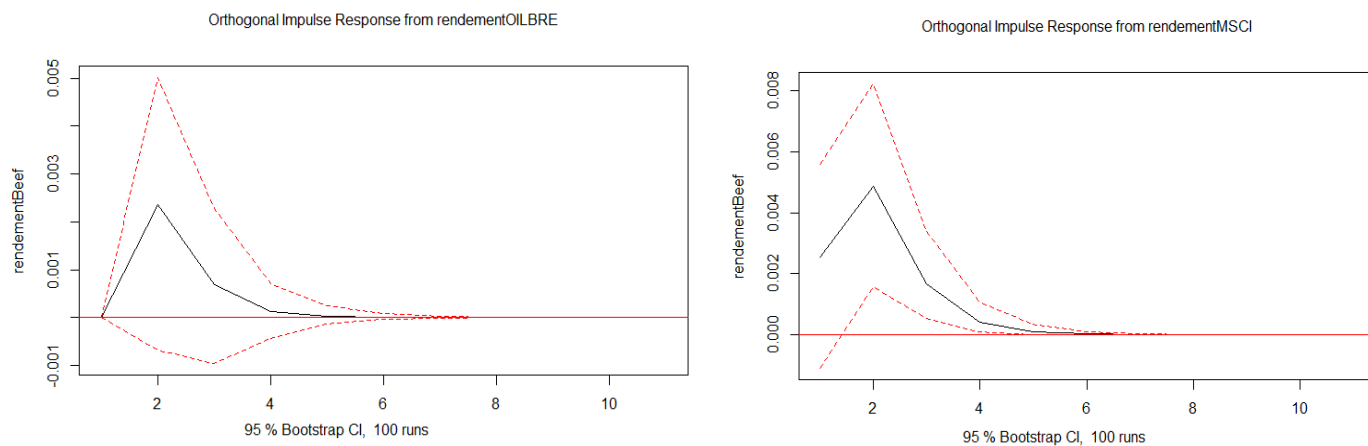 Orthogonal Impulse Response from rendementOILBRE
rendementBeef
0.005
0.003
0.001
-0.001
2 4 6 8 10
95 % Bootstrap CI, 100 runs
Orthogonal Impulse Response from rendementMSCI
rendementBeef
0.008
0.006
0.004
0.002
0.000
2 4 6 8 10
95 % Bootstrap CI, 100 runs